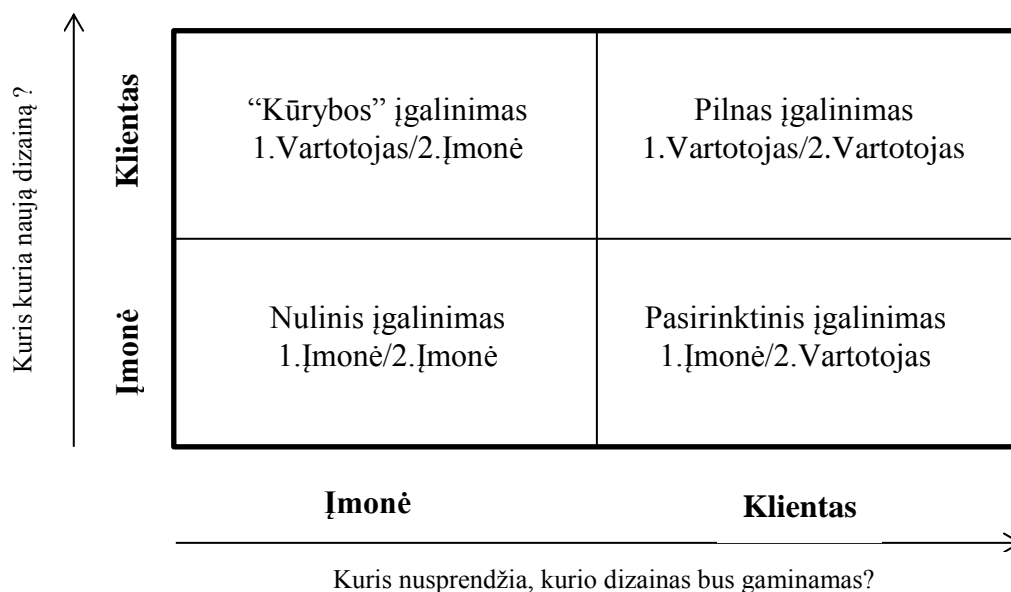 Kuris kuria naują dizainą ?
Klientas
“Kūrybos” įgalinimas
1.Vartotojas/2.Įmonė
Pilnas įgalinimas
1.Vartotojas/2.Vartotojas
Įmonė
Nulinis įgalinimas
1.Įmonė/2.Įmonė
Pasirinktinis įgalinimas
1.Įmonė/2.Vartotojas
Įmonė
Klientas
Kuris nusprendžia, kurio dizainas bus gaminamas?